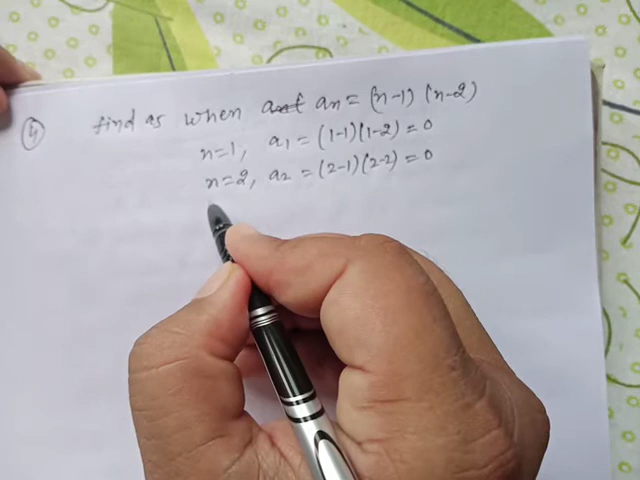 4) find as when an = (n-1) (n-2)
n=1, a1 = (1-1)(1-2) = 0
n=2, a2 = (2-1)(2-2) = 0